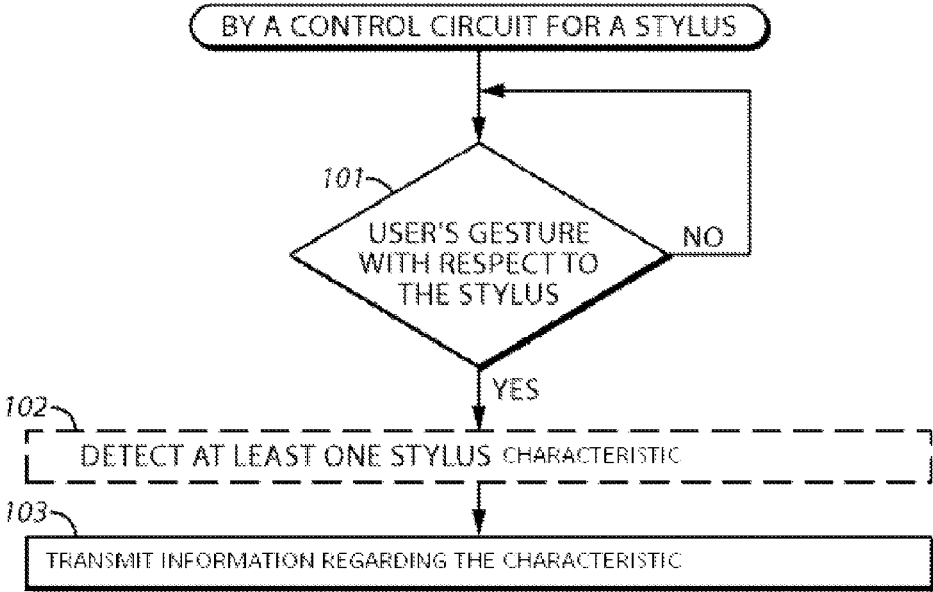 BY A CONTROL CIRCUIT FOR A STYLUS
101
USER'S GESTURE
WITH RESPECT TO
THE STYLUS
NO
YES
102
DETECT AT LEAST ONE STYLUS CHARACTERISTIC
103
TRANSMIT INFORMATION REGARDING THE CHARACTERISTIC